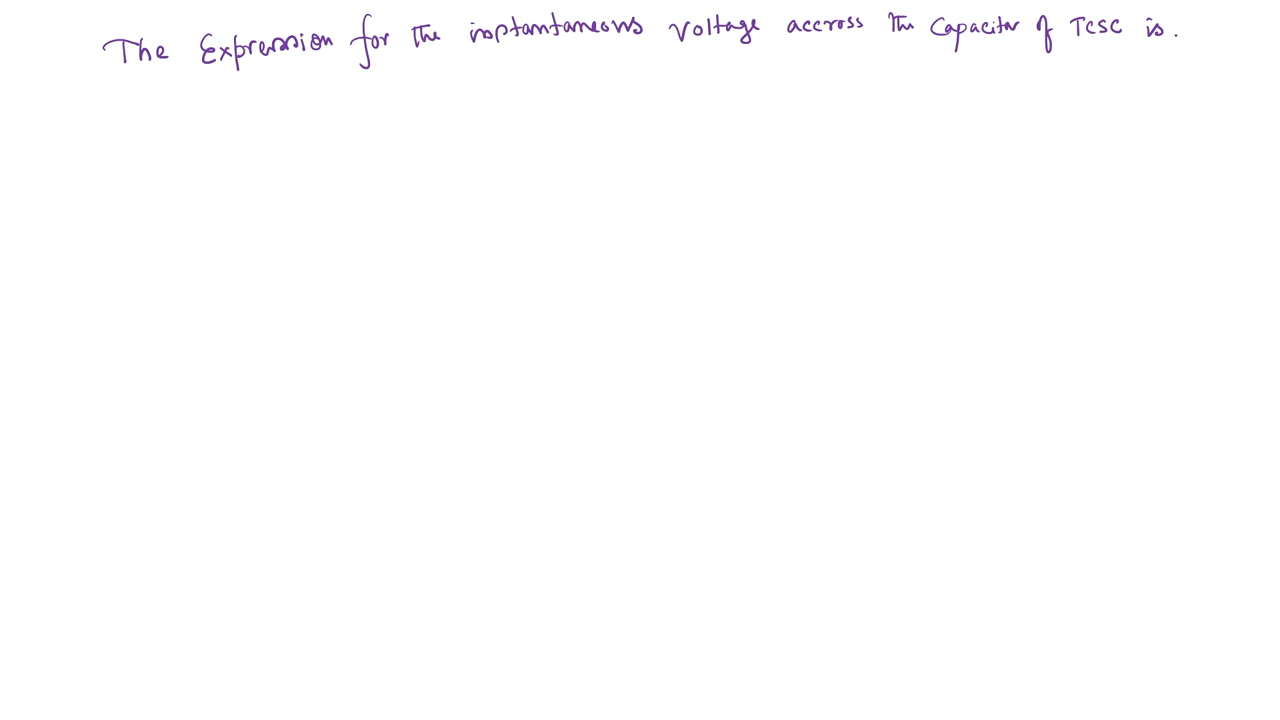 The Expression for the instantaneous voltage accross the Capacitor of TCSC is.